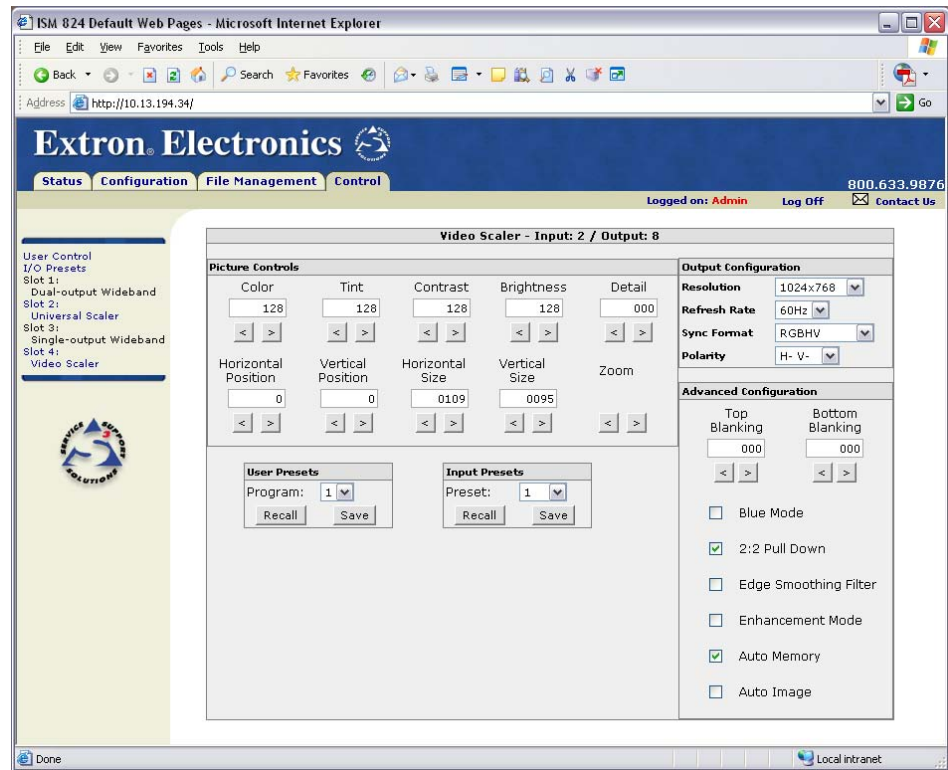 ISM 824 Default Web Pages - Microsoft Internet Explorer
File Edit View Favorites Tools Help
Back Search Favorites
Address http://10.13.194.34/ Go
Extron® Electronics
Status Configuration File Management Control
800.633.9876
Logged on: Admin Log Off Contact Us
User Control
I/O Presets
Slot 1:
Dual-output Wideband
Slot 2:
Universal Scaler
Slot 3:
Single-output Wideband
Slot 4:
Video Scaler
SERVICE SUPPORT SOLUTIONS
Video Scaler - Input: 2 / Output: 8
Picture Controls
Color Tint Contrast Brightness Detail
128 128 128 128 000
< > < > < > < > < >
Horizontal Position Vertical Position Horizontal Size Vertical Size Zoom
0 0 0109 0095
< > < > < > < > < >
User Presets
Program: 1
Recall Save
Input Presets
Preset: 1
Recall Save
Output Configuration
Resolution 1024x768
Refresh Rate 60Hz
Sync Format RGBHV
Polarity H- V-
Advanced Configuration
Top Blanking Bottom Blanking
000 000
< > < >
Blue Mode
2:2 Pull Down
Edge Smoothing Filter
Enhancement Mode
Auto Memory
Auto Image
Done
Local intranet